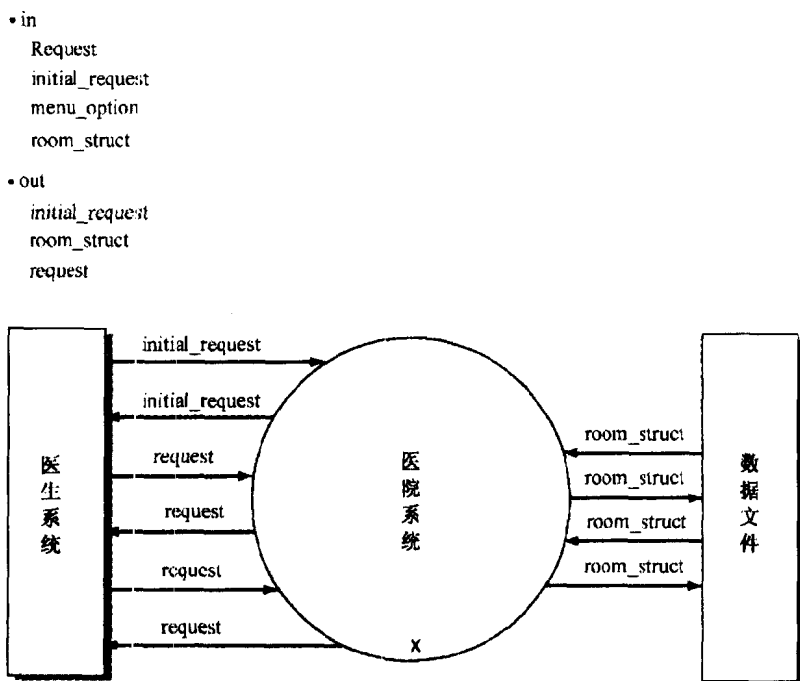 • in
Request
initial_request
menu_option
room_struct
• out
initial_request
room_struct
request
initial_request
initial_request
request
request
request
request
医生系统
医院系统
X
room_struct
room_struct
room_struct
room_struct
数据文件